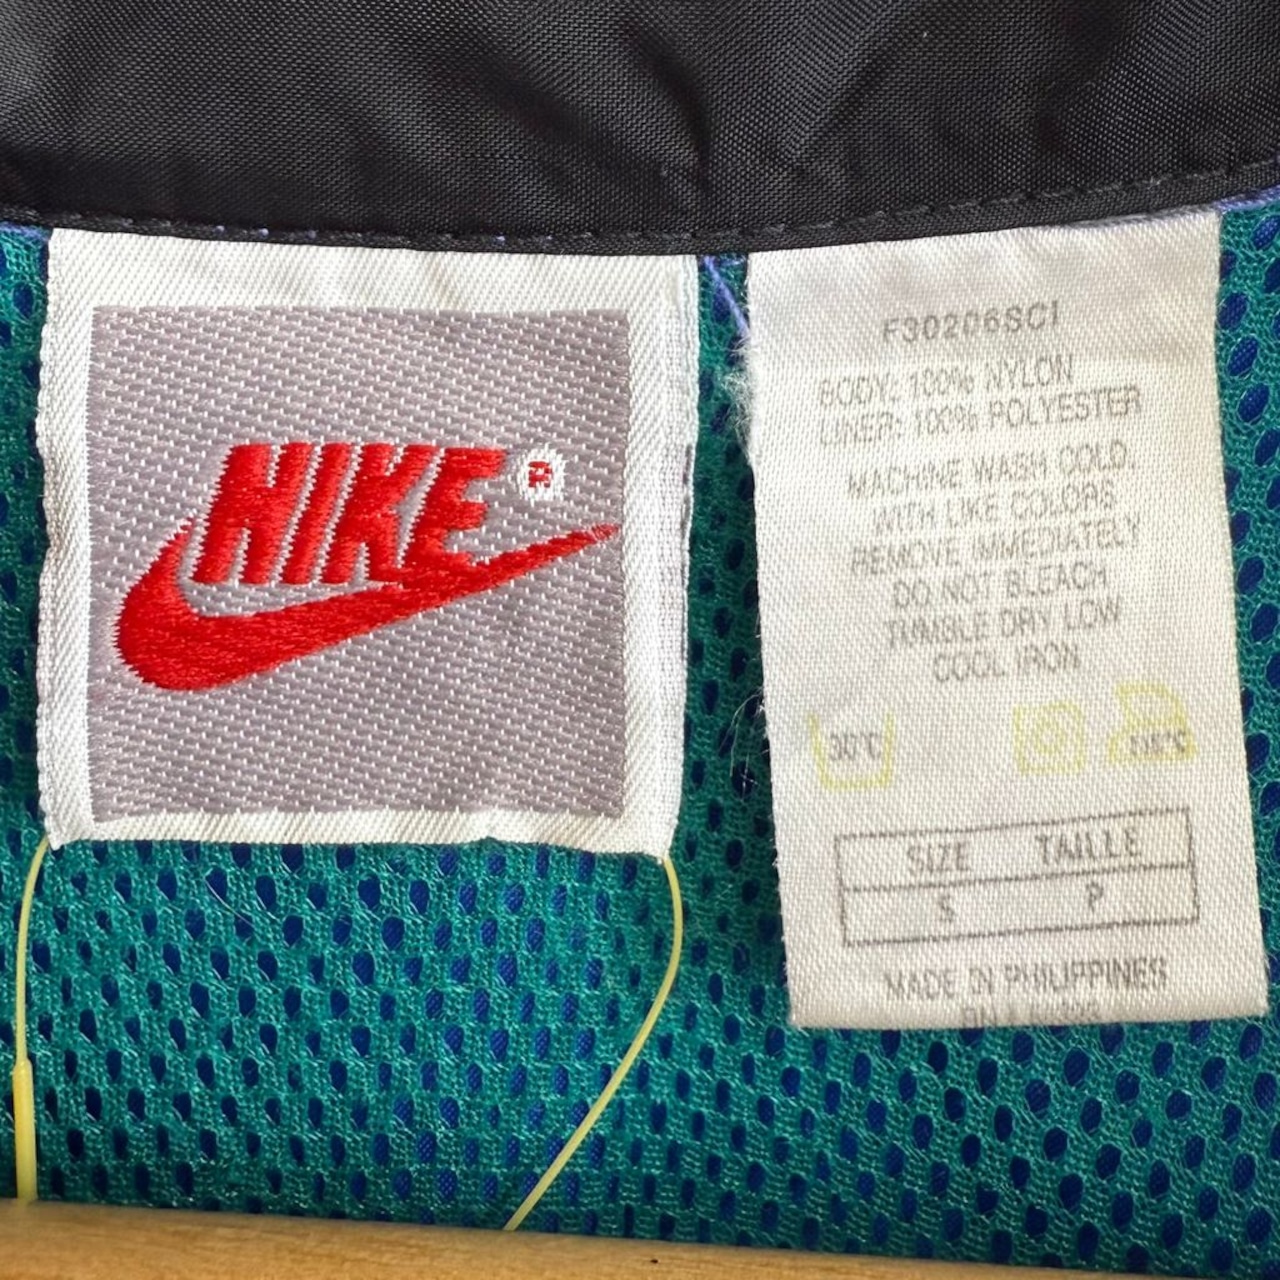 NIKE®
F30206SCI
BODY: 100% NYLON
LINER: 100% POLYESTER
MACHINE WASH COLD,
WITH LIKE COLORS
REMOVE IMMEDIATELY
DO NOT BLEACH
TUMBLE DRY LOW
COOL IRON
30°C
SIZE TAILLE
S P
MADE IN PHILIPPINES